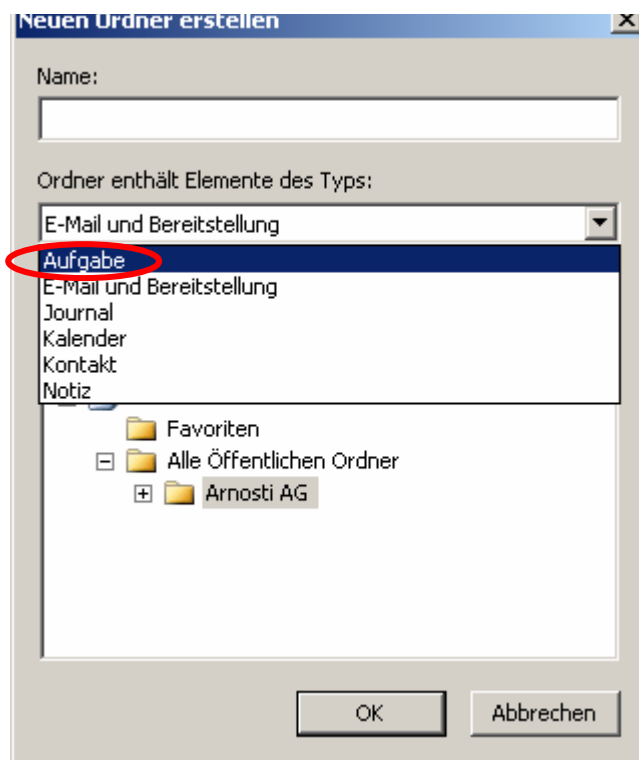 Neuen Ordner erstellen
Name:
Ordner enthält Elemente des Typs:
E-Mail und Bereitstellung
Aufgabe
E-Mail und Bereitstellung
Journal
Kalender
Kontakt
Notiz
Favoriten
Alle Öffentlichen Ordner
Arnosti AG
OK
Abbrechen